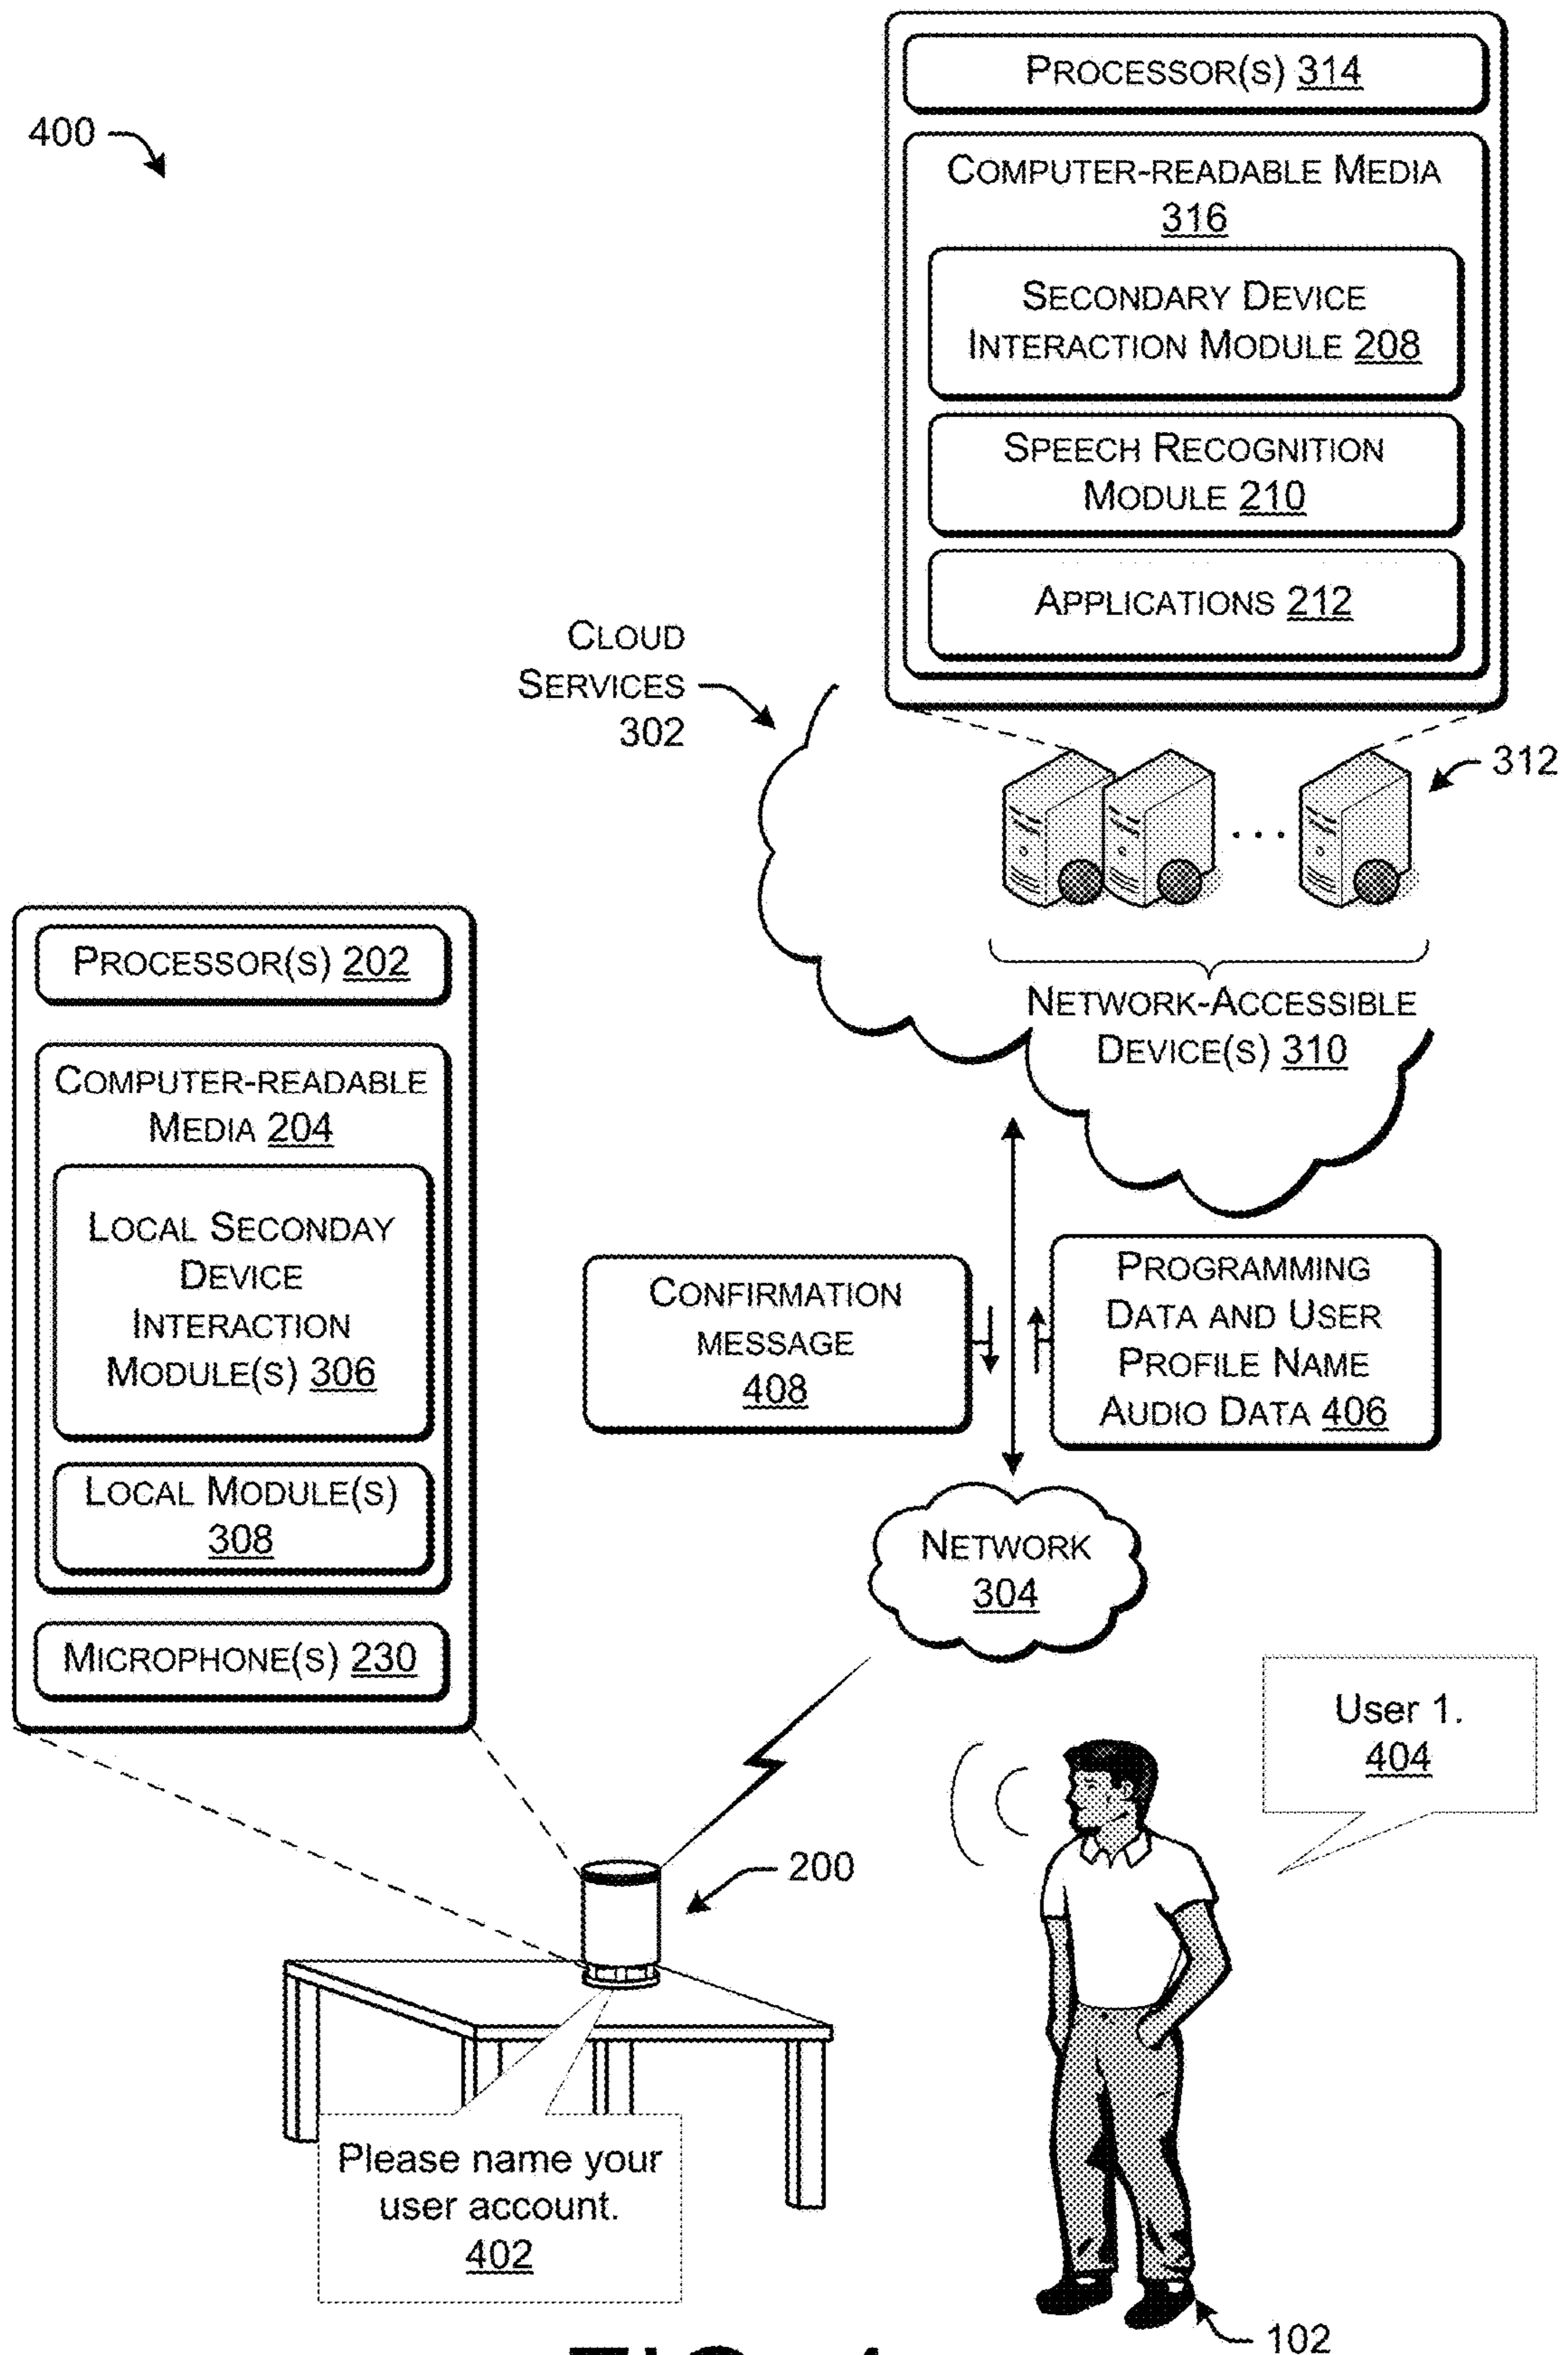 400
PROCESSOR(S) 314
COMPUTER-READABLE MEDIA
316
SECONDARY DEVICE
INTERACTION MODULE 208
SPEECH RECOGNITION
MODULE 210
APPLICATIONS 212
CLOUD
SERVICES
302
312
NETWORK-ACCESSIBLE
DEVICE(S) 310
PROCESSOR(S) 202
COMPUTER-READABLE
MEDIA 204
LOCAL SECONDAY
DEVICE
INTERACTION
MODULE(S) 306
LOCAL MODULE(S)
308
MICROPHONE(S) 230
CONFIRMATION
MESSAGE
408
PROGRAMMING
DATA AND USER
PROFILE NAME
AUDIO DATA 406
NETWORK
304
User 1.
404
200
Please name your
user account.
402
102